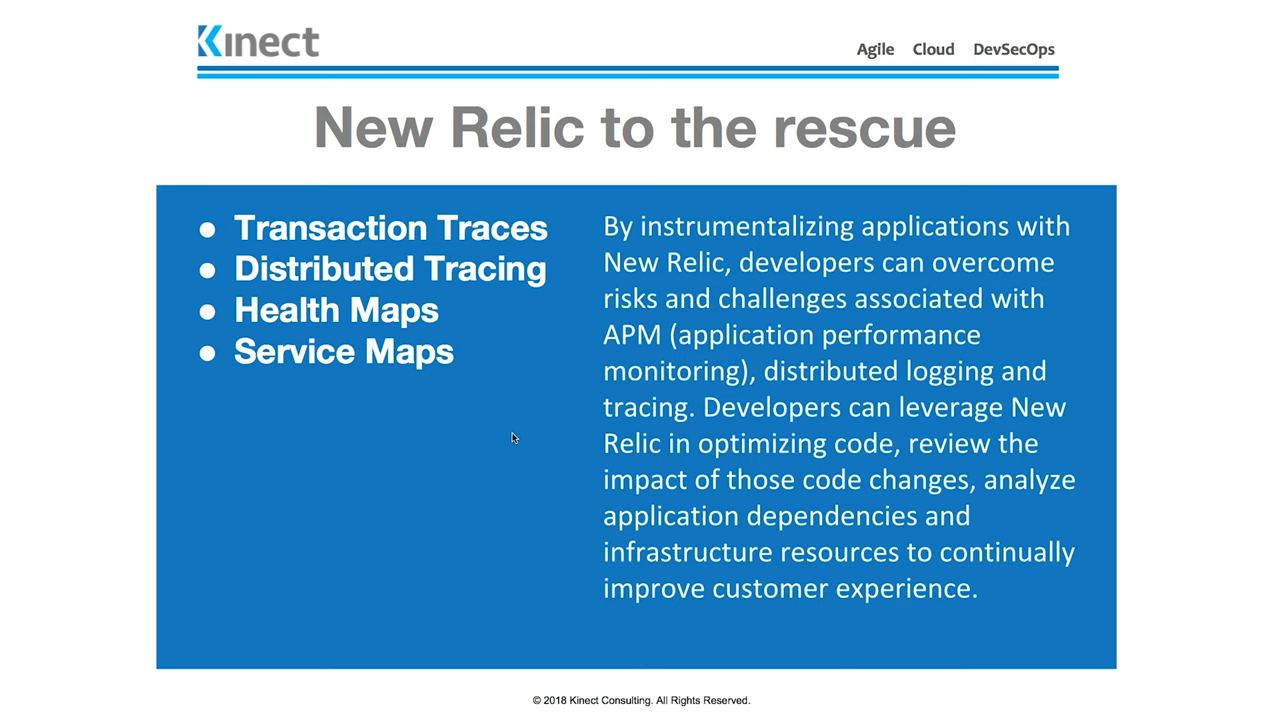 Kinect
Agile Cloud DevSecOps
New Relic to the rescue
● Transaction Traces
● Distributed Tracing
● Health Maps
● Service Maps
By instrumentalizing applications with
New Relic, developers can overcome
risks and challenges associated with
APM (application performance
monitoring), distributed logging and
tracing. Developers can leverage New
Relic in optimizing code, review the
impact of those code changes, analyze
application dependencies and
infrastructure resources to continually
improve customer experience.
© 2018 Kinect Consulting. All Rights Reserved.